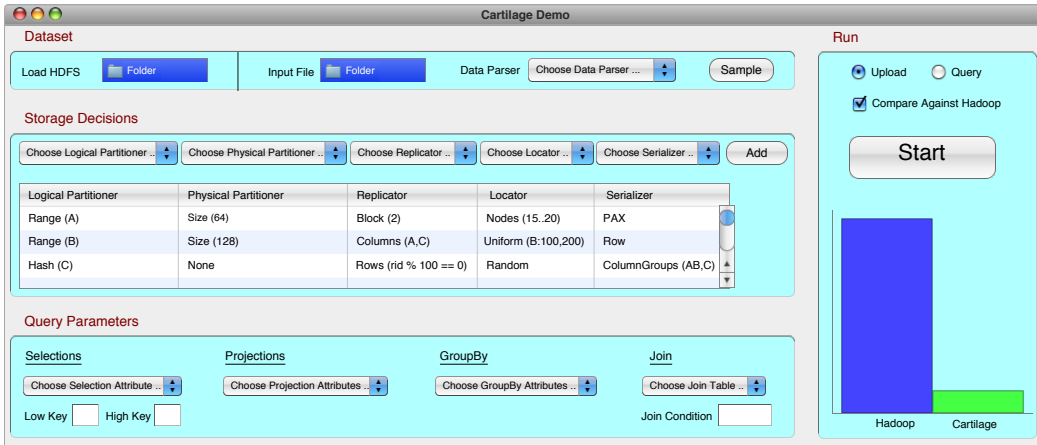 Cartilage Demo
Dataset
Run
Load HDFS Folder Input File Folder Data Parser Choose Data Parser ... Sample
Upload Query
Compare Against Hadoop
Start
Storage Decisions
Choose Logical Partitioner .. Choose Physical Partitioner .. Choose Replicator .. Choose Locator .. Choose Serializer .. Add
Logical Partitioner Physical Partitioner Replicator Locator Serializer
Range (A) Size (64) Block (2) Nodes (15..20) PAX
Range (B) Size (128) Columns (A,C) Uniform (B:100,200) Row
Hash (C) None Rows (rid % 100 == 0) Random ColumnGroups (AB,C)
Query Parameters
Selections Projections GroupBy Join
Choose Selection Attribute .. Choose Projection Attributes .. Choose GroupBy Attributes .. Choose Join Table ..
Low Key High Key Join Condition
Hadoop Cartilage